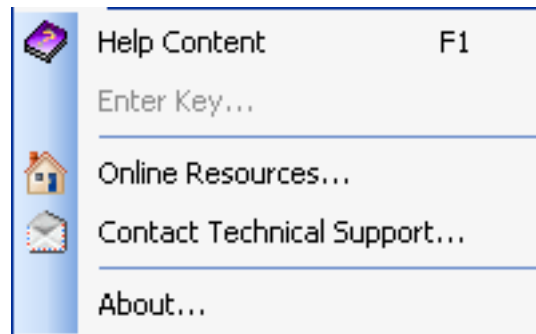 Help Content F1
Enter Key...
Online Resources...
Contact Technical Support...
About...